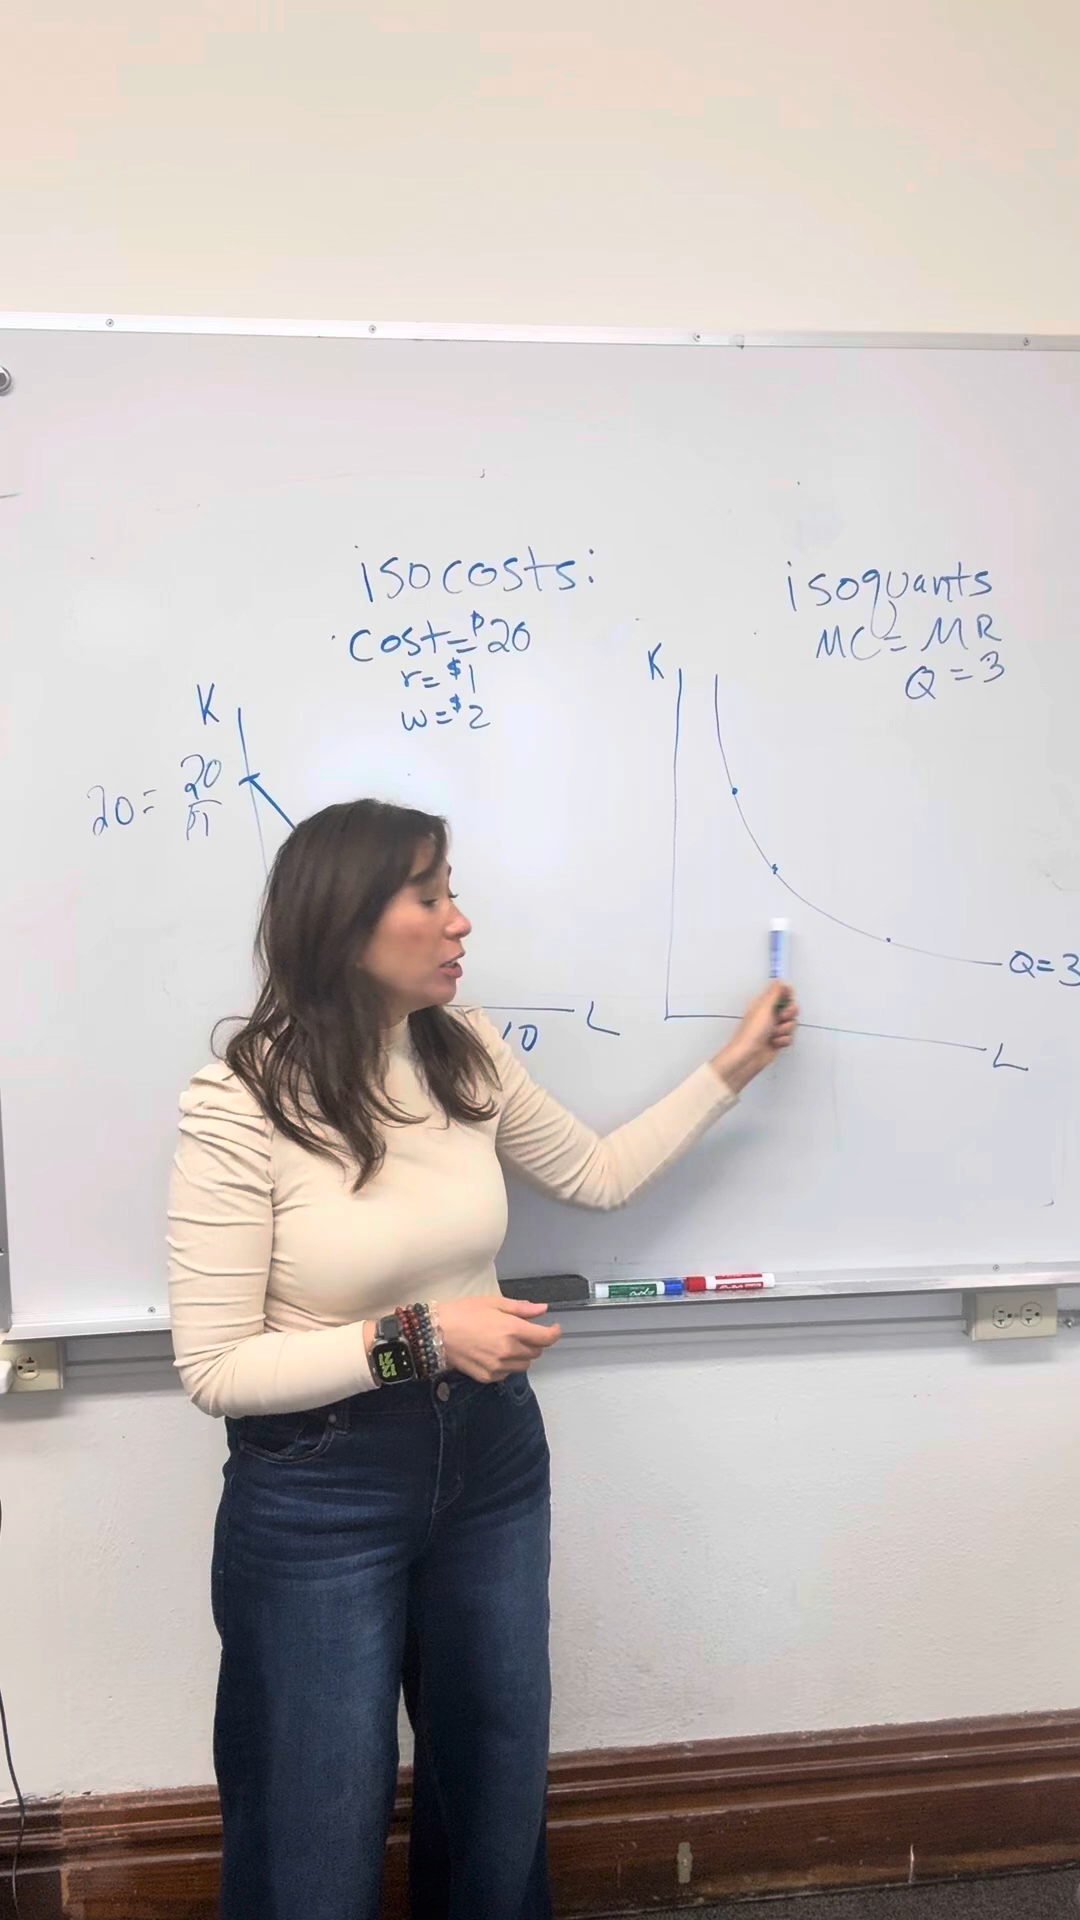 isocosts:
Cost=$20
r=$1
w=$2
K
20=
20
$1
10
L
isoquants
MC=MR
Q=3
K
Q=3
L